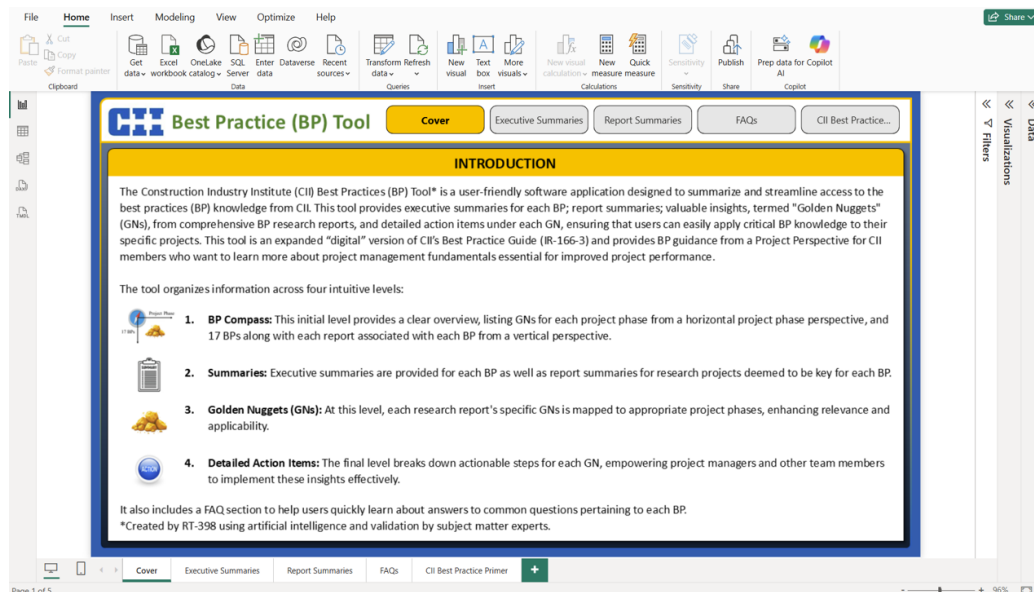 File Home Insert Modeling View Optimize Help
Share
Paste
Cut
Copy
Format painter
Clipboard
Get data
Excel workbook
OneLake catalog
SQL Server
Enter data
Dataverse
Recent sources
Data
Transform data
Refresh
Queries
New visual
Text box
More visuals
Insert
New visual calculation
New measure
Quick measure
Calculations
Sensitivity
Sensitivity
Publish
Share
Prep data for AI
Copilot
Copilot
CII Best Practice (BP) Tool
Cover
Executive Summaries
Report Summaries
FAQs
CII Best Practice...
Filters
Visualizations
Data
INTRODUCTION
The Construction Industry Institute (CII) Best Practices (BP) Tool* is a user-friendly software application designed to summarize and streamline access to the
best practices (BP) knowledge from CII. This tool provides executive summaries for each BP; report summaries; valuable insights, termed "Golden Nuggets"
(GNs), from comprehensive BP research reports, and detailed action items under each GN, ensuring that users can easily apply critical BP knowledge to their
specific projects. This tool is an expanded “digital” version of CII’s Best Practice Guide (IR-166-3) and provides BP guidance from a Project Perspective for CII
members who want to learn more about project management fundamentals essential for improved project performance.
The tool organizes information across four intuitive levels:
Project Phase
17 BPs
1. BP Compass: This initial level provides a clear overview, listing GNs for each project phase from a horizontal project phase perspective, and
17 BPs along with each report associated with each BP from a vertical perspective.
2. Summaries: Executive summaries are provided for each BP as well as report summaries for research projects deemed to be key for each BP.
3. Golden Nuggets (GNs): At this level, each research report's specific GNs is mapped to appropriate project phases, enhancing relevance and
applicability.
ACTION
4. Detailed Action Items: The final level breaks down actionable steps for each GN, empowering project managers and other team members
to implement these insights effectively.
It also includes a FAQ section to help users quickly learn about answers to common questions pertaining to each BP.
*Created by RT-398 using artificial intelligence and validation by subject matter experts.
Cover
Executive Summaries
Report Summaries
FAQs
CII Best Practice Primer
+
Page 1 of 5
- + 96%